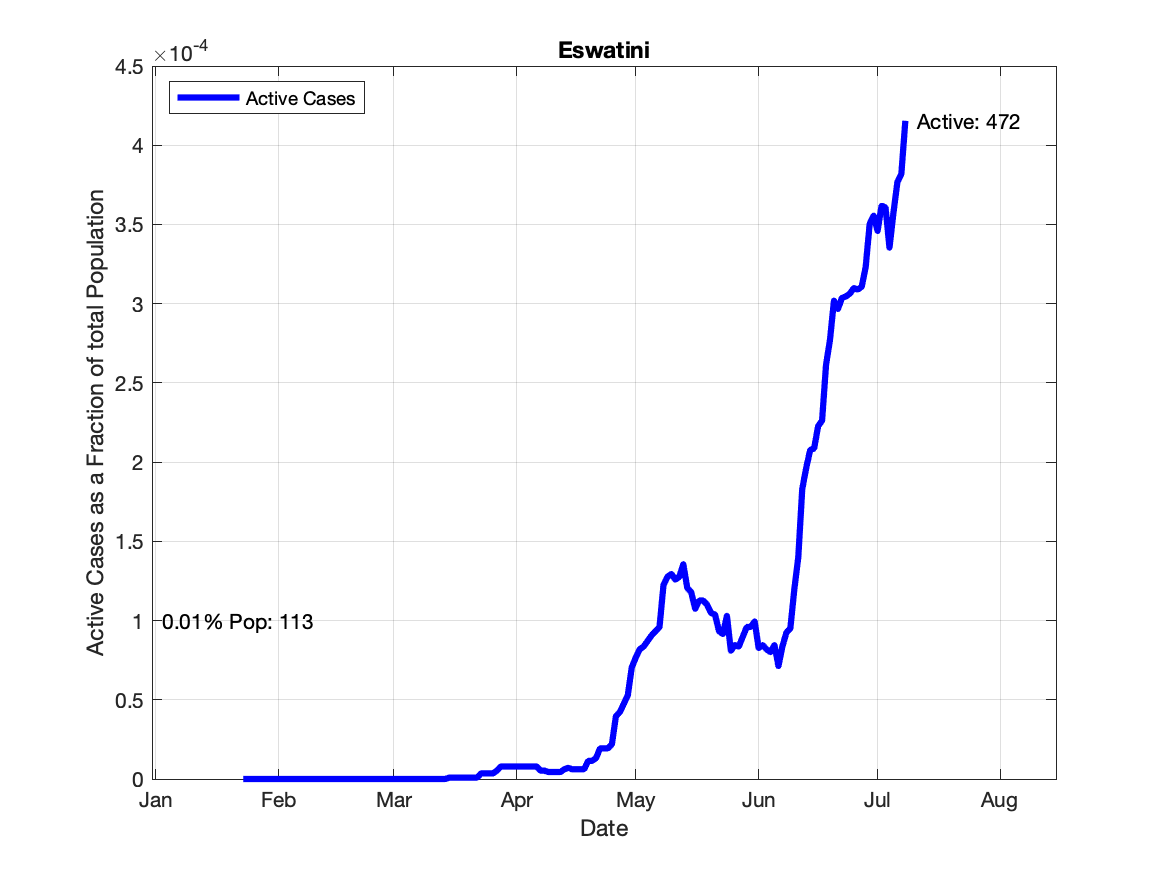 Eswatini
×10-4
Active Cases
4.5
4
3.5
3
2.5
2
1.5
1
0.5
0
Active: 472
0.01% Pop: 113
Active Cases as a Fraction of total Population
Jan Feb Mar Apr May Jun Jul Aug
Date